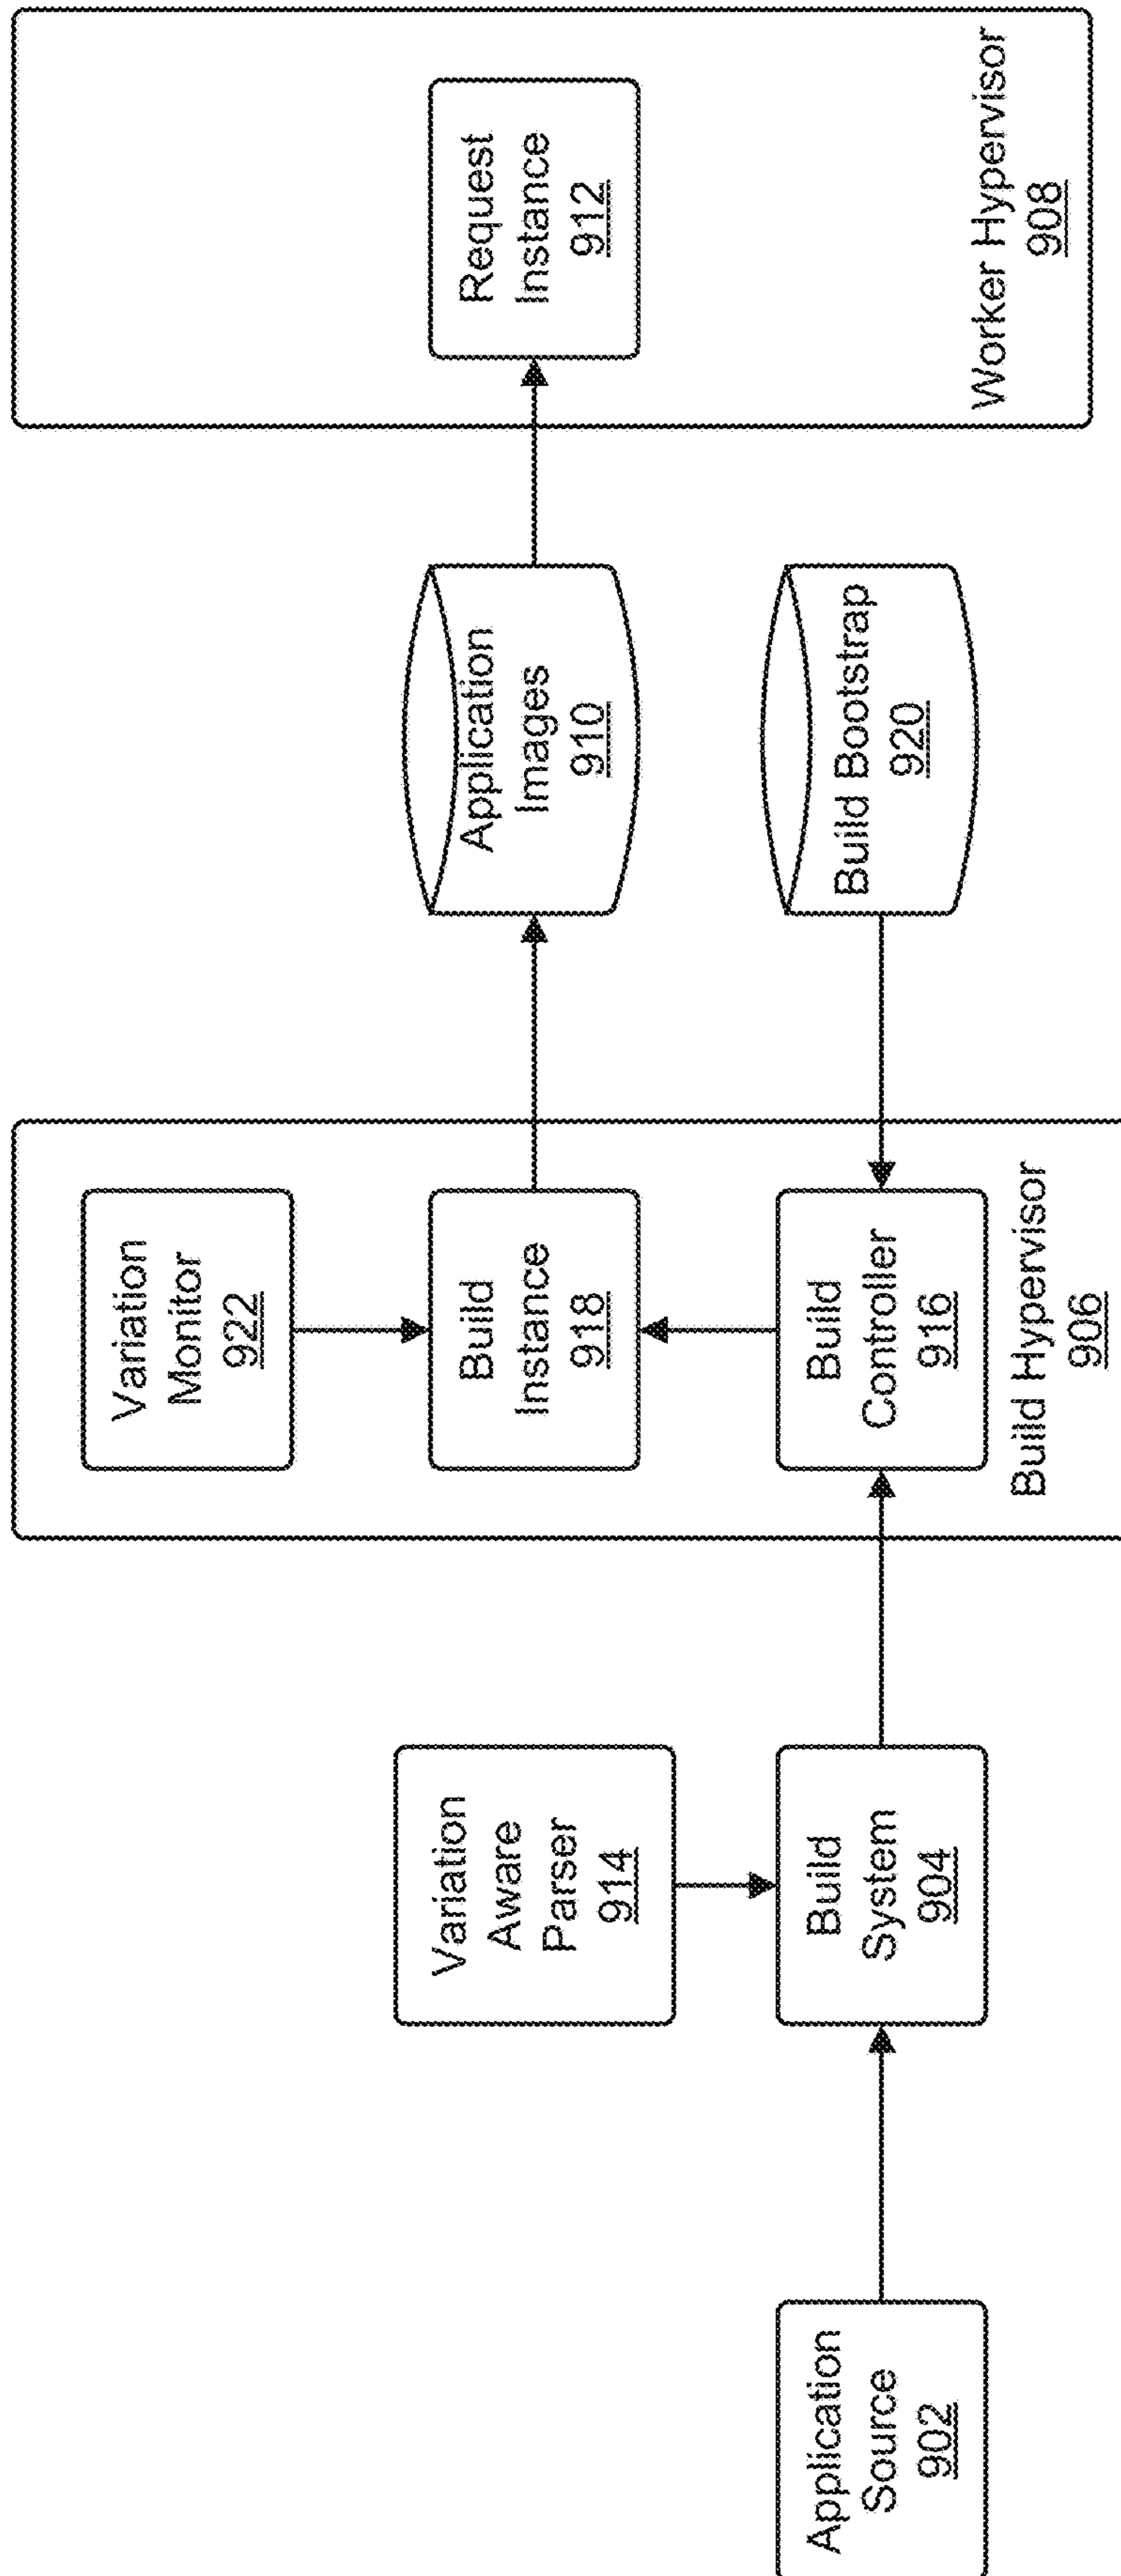 Application
Source
902
Variation
Aware
Parser
914
Build
System
904
Variation
Monitor
922
Build
Instance
918
Build
Controller
916
Build Hypervisor
906
Application
Images
910
Build Bootstrap
920
Request
Instance
912
Worker Hypervisor
908